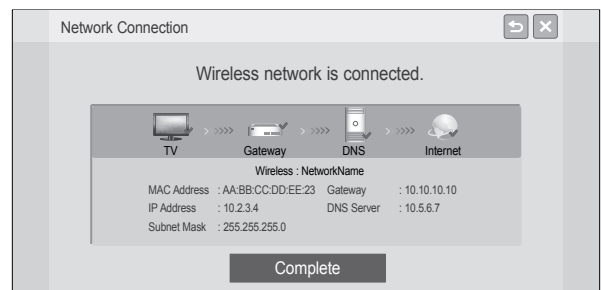 Network Connection
Wireless network is connected.
TV Gateway DNS Internet
Wireless : NetworkName
MAC Address : AA:BB:CC:DD:EE:23 Gateway : 10.10.10.10
IP Address : 10.2.3.4 DNS Server : 10.5.6.7
Subnet Mask : 255.255.255.0
Complete